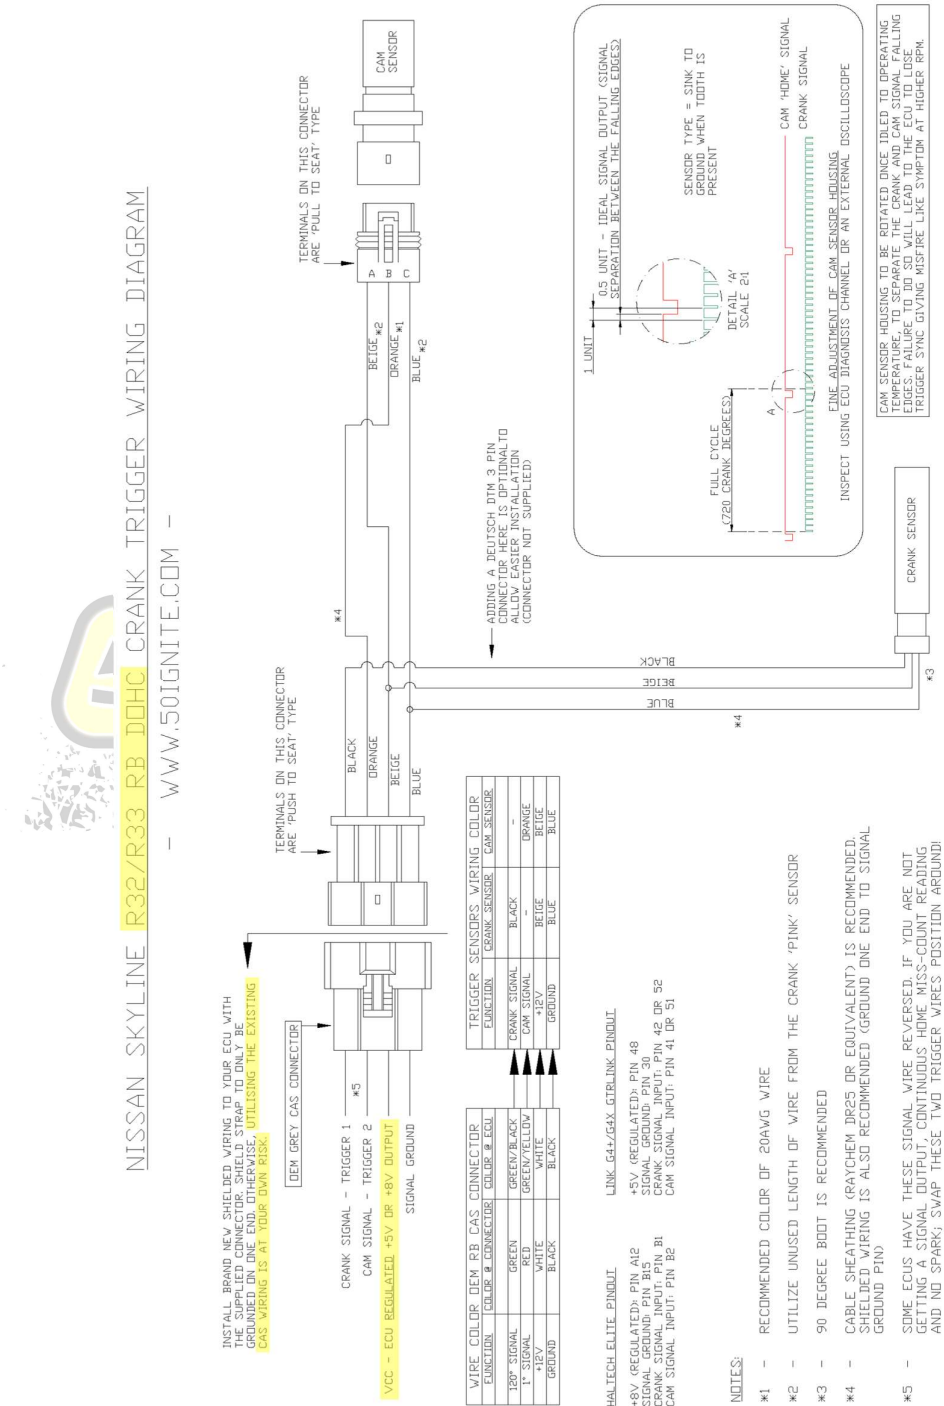 NISSAN SKYLINE R32/R33 RB DOHC CRANK TRIGGER WIRING DIAGRAM
- WWW.50IGNITE.COM -
INSTALL BRAND NEW SHIELDED WIRING TO YOUR ECU WITH
THE SUPPLIED CONNECTOR. SHIELD STRAP TO ONLY BE
GROUNDED ON ONE END. OTHERWISE, UTILISING THE EXISTING
CAS WIRING IS AT YOUR OWN RISK.
OEM GREY CAS CONNECTOR
CRANK SIGNAL - TRIGGER 1
*5
CAM SIGNAL - TRIGGER 2
VCC - ECU REGULATED +5V OR +8V OUTPUT
SIGNAL GROUND
TERMINALS ON THIS CONNECTOR
ARE 'PUSH TO SEAT' TYPE
BLACK
ORANGE
BEIGE
BLUE
*4
TERMINALS ON THIS CONNECTOR
ARE 'PULL TO SEAT' TYPE
BEIGE *2
ORANGE *1
BLUE *2
A B C
CAM
SENSOR
ADDING A DEUTSCH DTM 3 PIN
CONNECTOR HERE IS OPTIONALTO
ALLOW EASIER INSTALLATION
(CONNECTOR NOT SUPPLIED)
BLACK
BEIGE
BLUE
*4
*3
CRANK SENSOR
WIRE COLOR OEM RB CAS CONNECTOR
FUNCTION COLOR @ CONNECTOR COLOR @ ECU
120° SIGNAL GREEN GREEN/BLACK
1° SIGNAL RED GREEN/YELLOW
+12V WHITE WHITE
GROUND BLACK BLACK
TRIGGER SENSORS WIRING COLOR
FUNCTION CRANK SENSOR CAM SENSOR
CRANK SIGNAL BLACK -
CAM SIGNAL - ORANGE
+12V BEIGE BEIGE
GROUND BLUE BLUE
HALTECH ELITE PINOUT
+8V (REGULATED): PIN A12
SIGNAL GROUND: PIN B15
CRANK SIGNAL INPUT: PIN B1
CAM SIGNAL INPUT: PIN B2
LINK G4+/G4X GTRLINK PINOUT
+5V (REGULATED): PIN 48
SIGNAL GROUND: PIN 30
CRANK SIGNAL INPUT: PIN 42 OR 52
CAM SIGNAL INPUT: PIN 41 OR 51
1 UNIT
0.5 UNIT - IDEAL SIGNAL OUTPUT (SIGNAL
SEPARATION BETWEEN THE FALLING EDGES)
SENSOR TYPE = SINK TO
GROUND WHEN TOOTH IS
PRESENT
DETAIL 'A'
SCALE 2:1
FULL CYCLE
(720 CRANK DEGREES)
A
CAM 'HOME' SIGNAL
CRANK SIGNAL
FINE ADJUSTMENT OF CAM SENSOR HOUSING
INSPECT USING ECU DIAGNOSIS CHANNEL OR AN EXTERNAL OSCILLOSCOPE
CAM SENSOR HOUSING TO BE ROTATED ONCE IDLED TO OPERATING
TEMPERATURE, TO SEPARATE THE CRANK AND CAM SIGNAL FALLING
EDGES. FAILURE TO DO SO WILL LEAD TO THE ECU TO LOSE
TRIGGER SYNC GIVING MISFIRE LIKE SYMPTOM AT HIGHER RPM.
NOTES:
*1 - RECOMMENDED COLOR OF 20AWG WIRE
*2 - UTILIZE UNUSED LENGTH OF WIRE FROM THE CRANK 'PINK' SENSOR
*3 - 90 DEGREE BOOT IS RECOMMENDED
*4 - CABLE SHEATHING (RAYCHEM DR25 OR EQUIVALENT) IS RECOMMENDED.
SHIELDED WIRING IS ALSO RECOMMENDED (GROUND ONE END TO SIGNAL
GROUND PIN)
*5 - SOME ECUS HAVE THESE SIGNAL WIRE REVERSED. IF YOU ARE NOT
GETTING A SIGNAL OUTPUT, CONTINUOUS HOME MISS-COUNT READING
AND NO SPARK; SWAP THESE TWO TRIGGER WIRES POSITION AROUND!